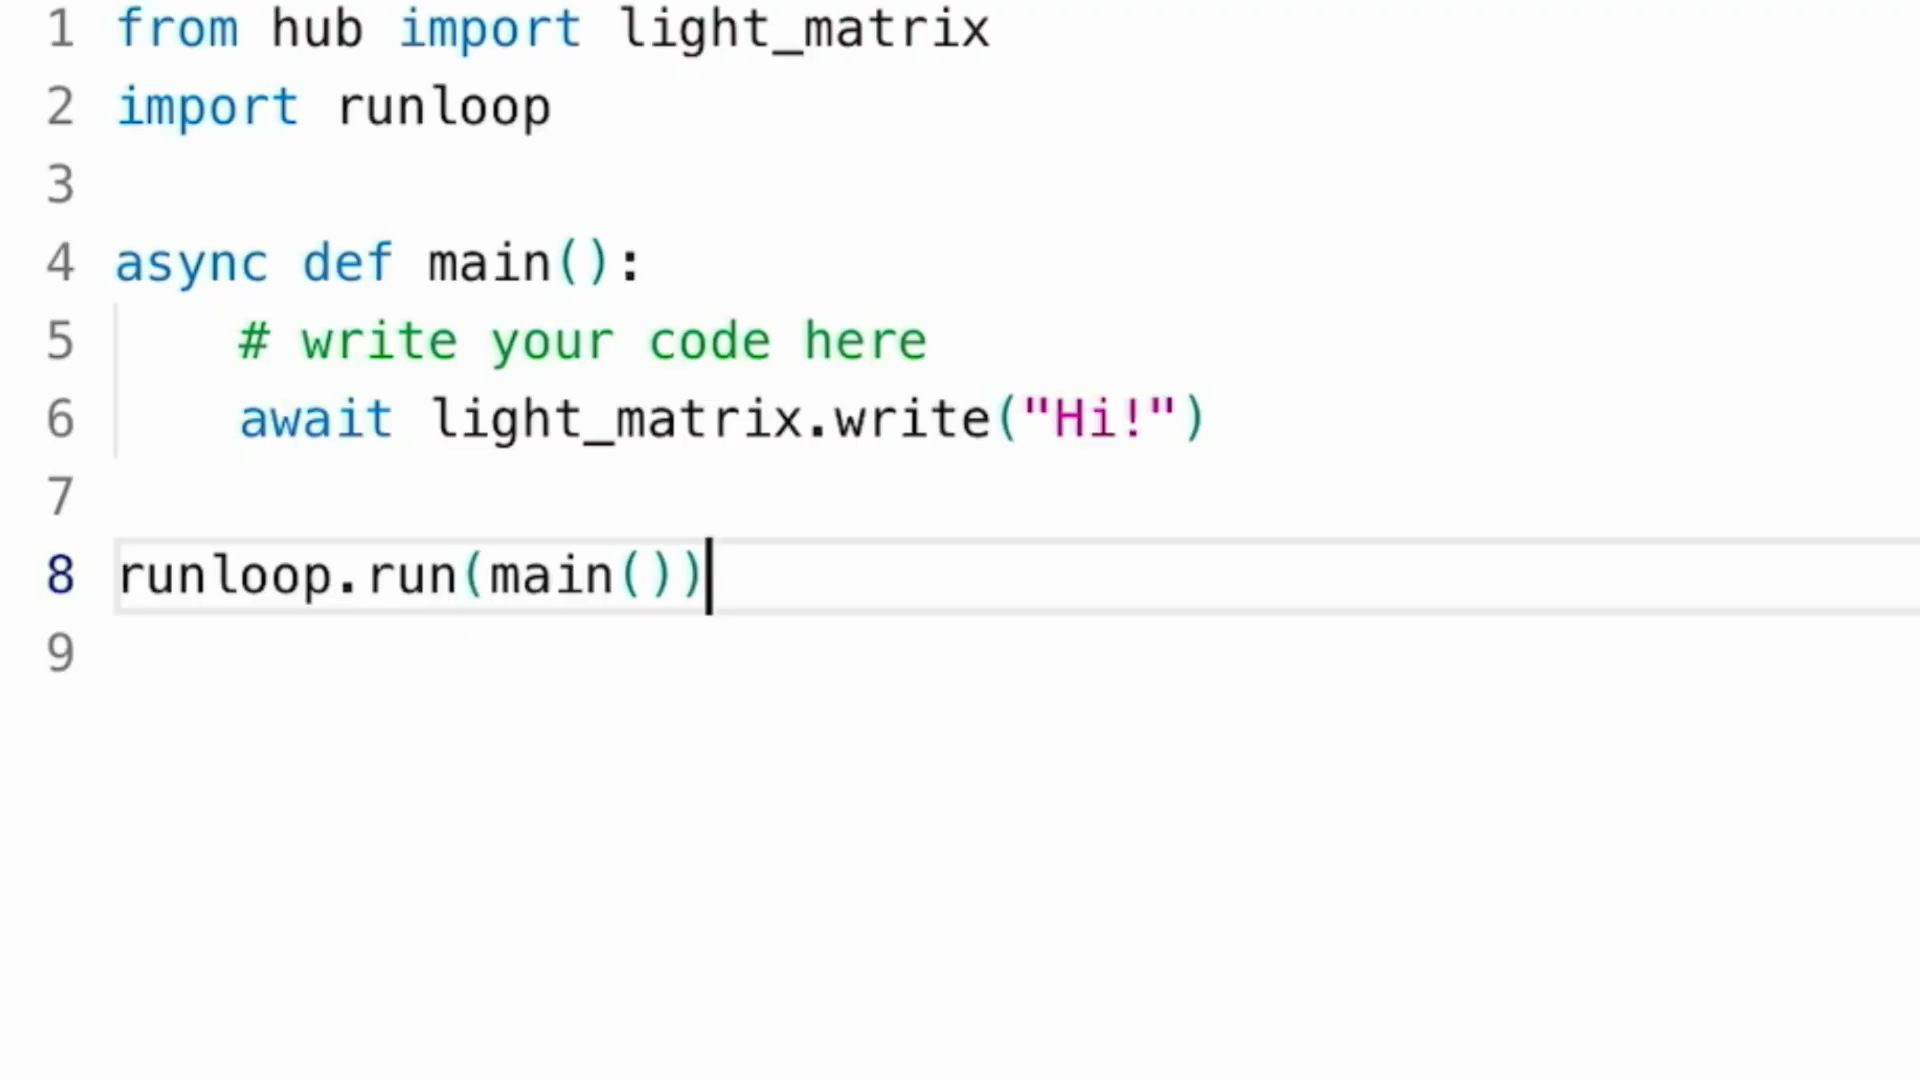 1 from hub import light_matrix
2 import runloop
3
4 async def main():
5     # write your code here
6     await light_matrix.write("Hi!")
7
8 runloop.run(main())
9